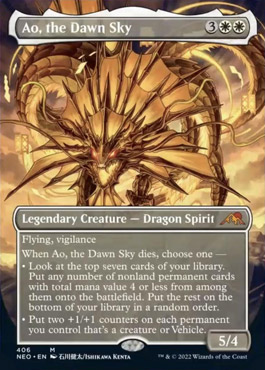 Ao, the Dawn Sky 3
Legendary Creature — Dragon Spirit
Flying, vigilance
When Ao, the Dawn Sky dies, choose one —
• Look at the top seven cards of your library.
Put any number of nonland permanent cards
with total mana value 4 or less from among
them onto the battlefield. Put the rest on the
bottom of your library in a random order.
• Put two +1/+1 counters on each permanent
you control that's a creature or Vehicle.
5/4
406 M
NEO • EN 石川健太/Ishikawa Kenta
™ & © 2022 Wizards of the Coast